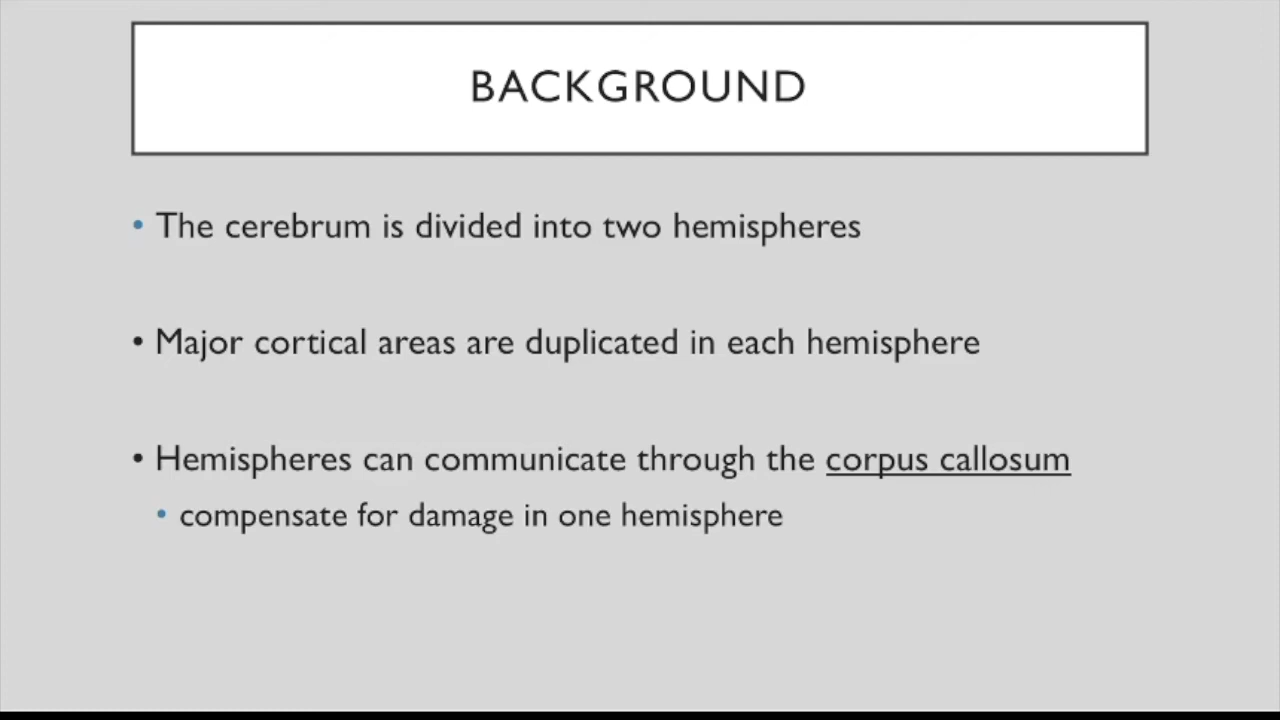 BACKGROUND
• The cerebrum is divided into two hemispheres
• Major cortical areas are duplicated in each hemisphere
• Hemispheres can communicate through the corpus callosum
• compensate for damage in one hemisphere